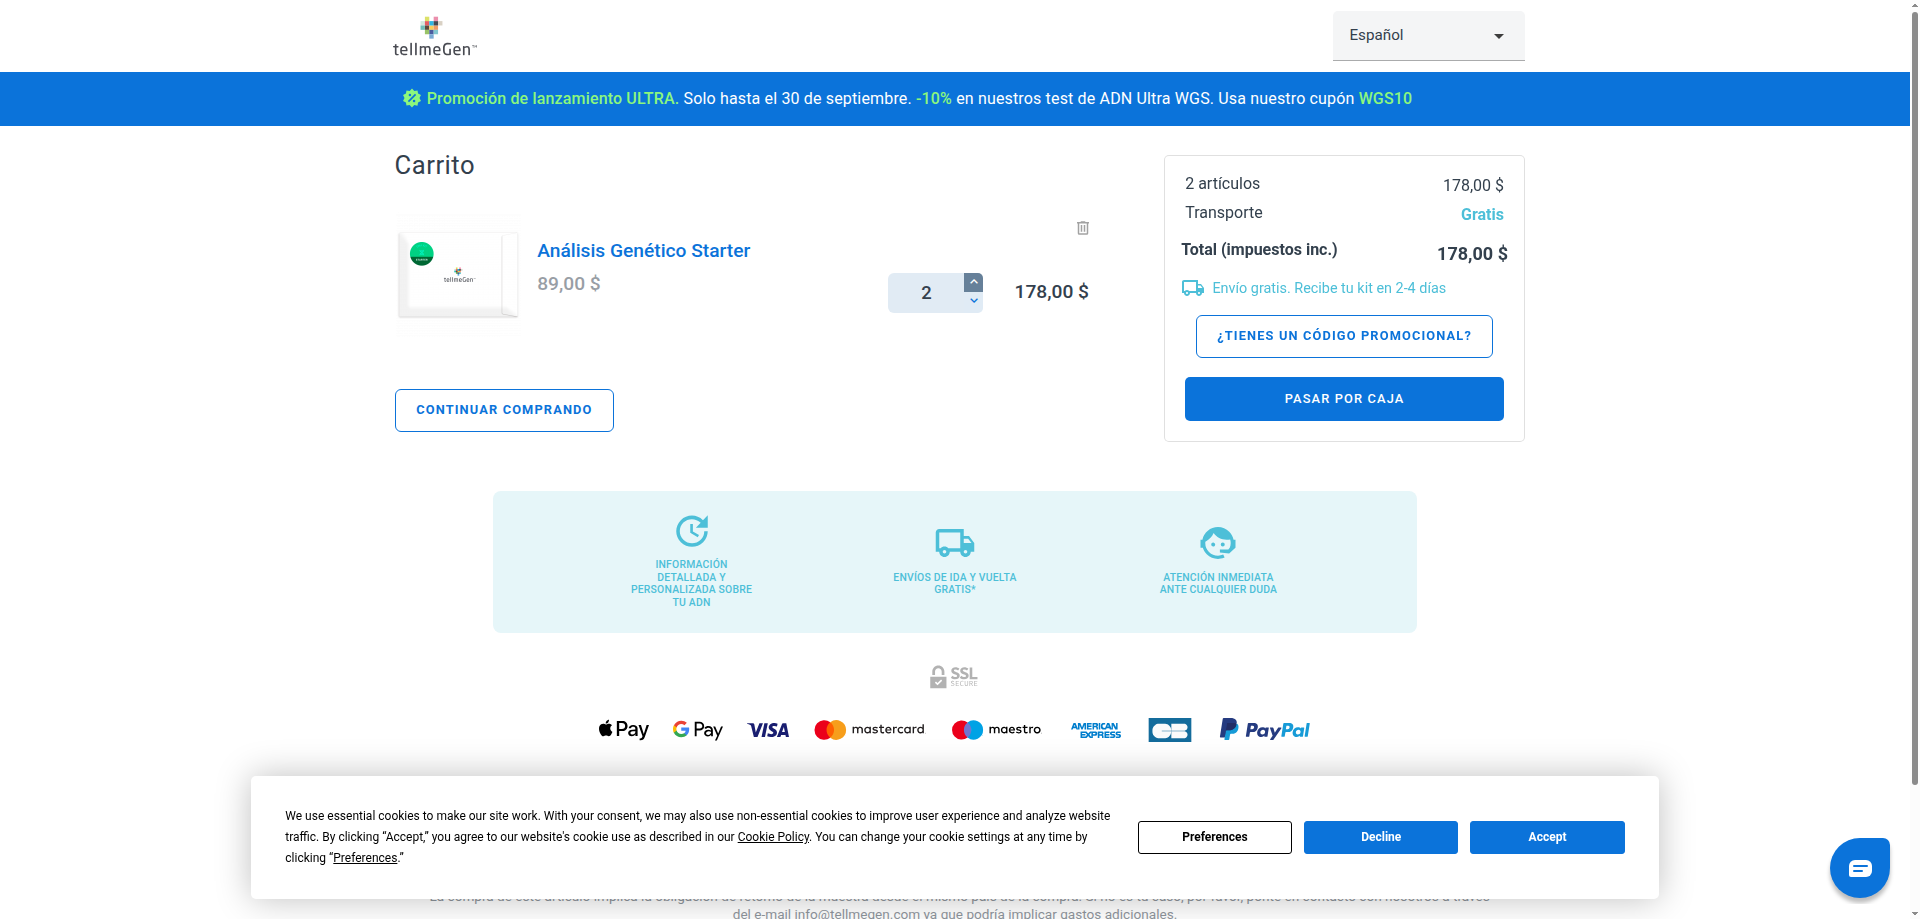 tellmeGen™
Español
Promoción de lanzamiento ULTRA. Solo hasta el 30 de septiembre. -10% en nuestros test de ADN Ultra WGS. Usa nuestro cupón WGS10
Carrito
tellmeGen
Análisis Genético Starter
89,00 $
2
178,00 $
CONTINUAR COMPRANDO
2 artículos
178,00 $
Transporte
Gratis
Total (impuestos inc.)
178,00 $
Envío gratis. Recibe tu kit en 2-4 días
¿TIENES UN CÓDIGO PROMOCIONAL?
PASAR POR CAJA
INFORMACIÓN
DETALLADA Y
PERSONALIZADA SOBRE
TU ADN
ENVÍOS DE IDA Y VUELTA
GRATIS*
ATENCIÓN INMEDIATA
ANTE CUALQUIER DUDA
SSL
SECURE
Pay
G Pay
VISA
mastercard
maestro
AMERICAN
EXPRESS
CB
PayPal
We use essential cookies to make our site work. With your consent, we may also use non-essential cookies to improve user experience and analyze website
traffic. By clicking “Accept,” you agree to our website's cookie use as described in our Cookie Policy. You can change your cookie settings at any time by
clicking “Preferences.”
Preferences
Decline
Accept
del e-mail info@tellmegen.com ya que podría implicar gastos adicionales.